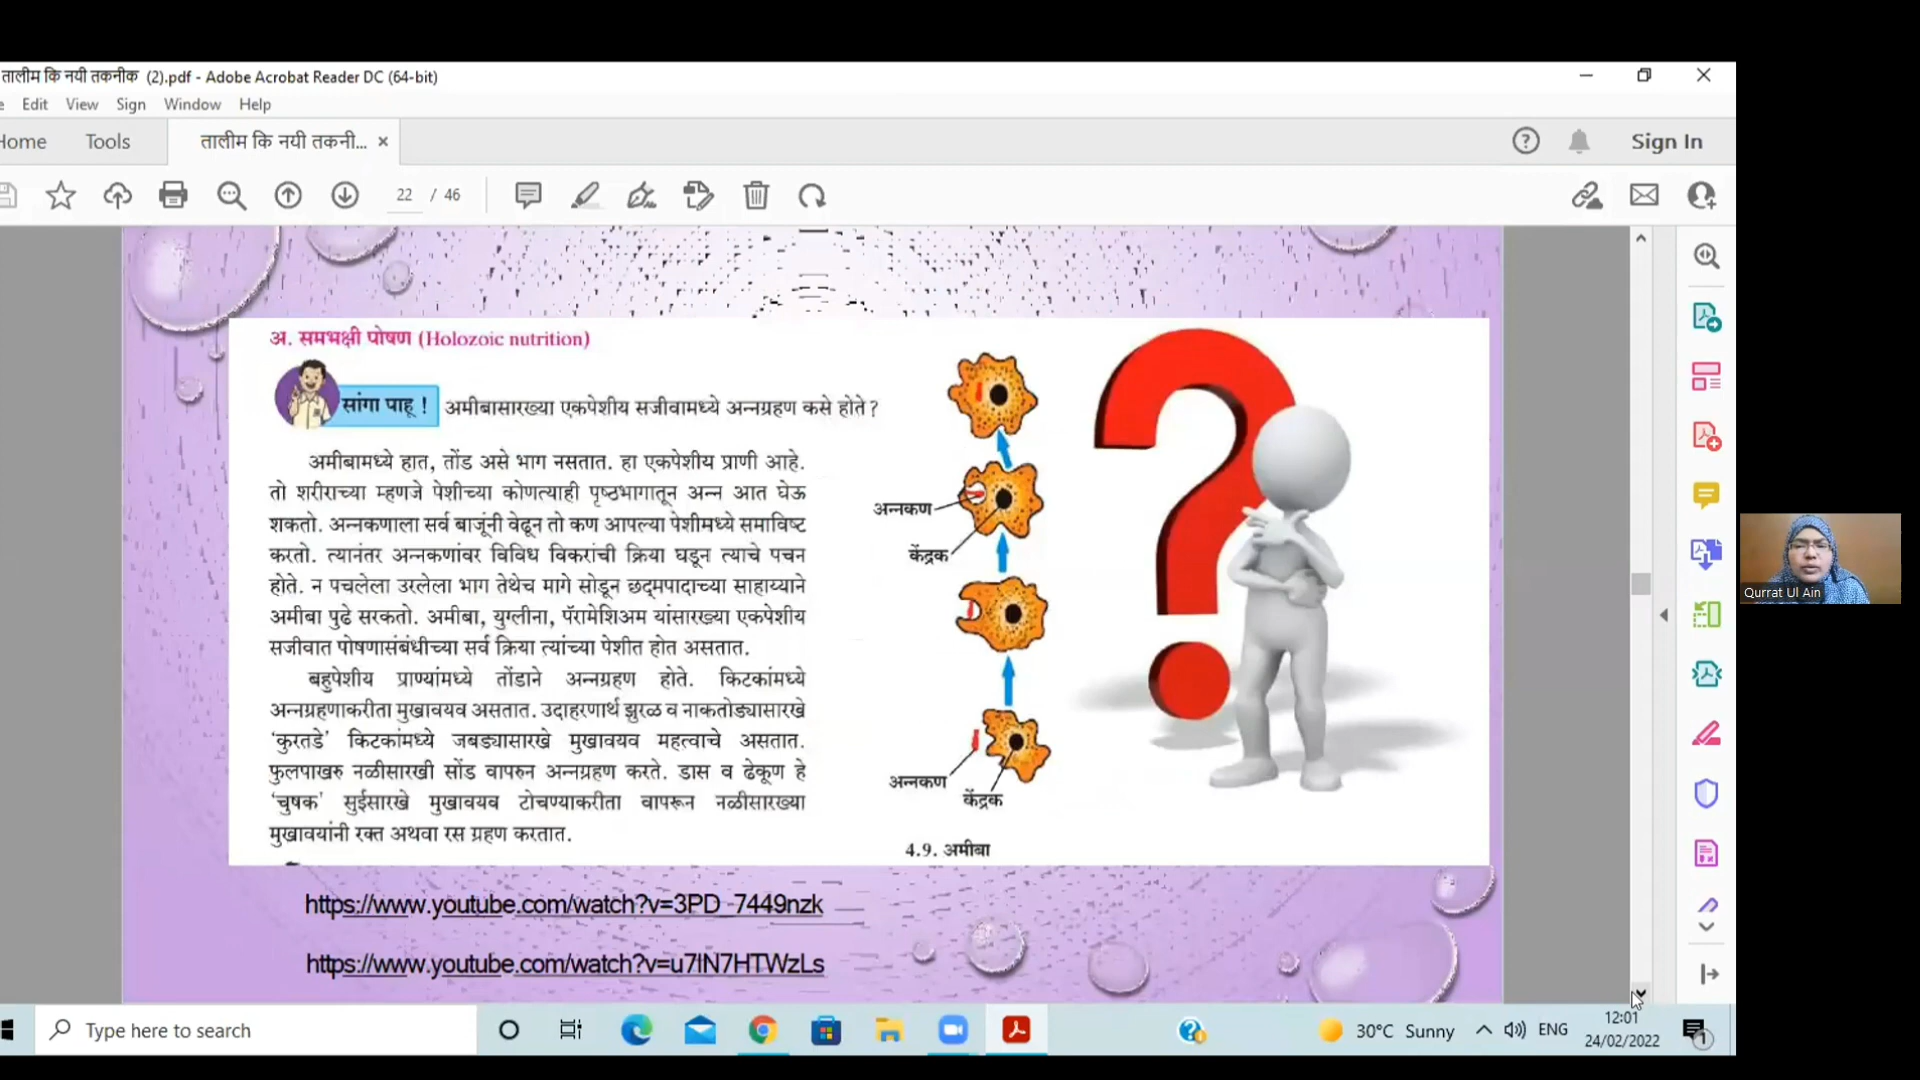 तालीम कि नयी तकनीक (2).pdf - Adobe Acrobat Reader DC (64-bit)
Edit View Sign Window Help
Home Tools तालीम कि नयी तकनी... Sign In
22 / 46
अ. समभक्षी पोषण (Holozoic nutrition)
सांगा पाहू ! अमीबासारख्या एकपेशीय सजीवामध्ये अन्नग्रहण कसे होते ?
अमीबामध्ये हात, तोंड असे भाग नसतात. हा एकपेशीय प्राणी आहे.
तो शरीराच्या म्हणजे पेशीच्या कोणत्याही पृष्ठभागातून अन्न आत घेऊ
शकतो. अन्नकणाला सर्व बाजूंनी वेढून तो कण आपल्या पेशीमध्ये समाविष्ट
करतो. त्यानंतर अन्नकणांवर विविध विकरांची क्रिया घडून त्याचे पचन
होते. न पचलेला उरलेला भाग तेथेच मागे सोडून छद्मपादाच्या साहाय्याने
अमीबा पुढे सरकतो. अमीबा, युग्लीना, पॅरामेशिअम यांसारख्या एकपेशीय
सजीवात पोषणासंबंधीच्या सर्व क्रिया त्यांच्या पेशीत होत असतात.
बहुपेशीय प्राण्यांमध्ये तोंडाने अन्नग्रहण होते. किटकांमध्ये
अन्नग्रहणाकरीता मुखावयव असतात. उदाहरणार्थ झुरळ व नाकतोड्यासारखे
‘कुरतडे’ किटकांमध्ये जबड्यासारखे मुखावयव महत्वाचे असतात.
फुलपाखरु नळीसारखी सोंड वापरुन अन्नग्रहण करते. डास व ढेकूण हे
‘चुषक’ सुईसारखे मुखावयव टोचण्याकरीता वापरून नळीसारख्या
मुखावयांनी रक्त अथवा रस ग्रहण करतात.
अन्नकण
केंद्रक
अन्नकण
केंद्रक
4.9. अमीबा
https://www.youtube.com/watch?v=3PD_7449nzk
https://www.youtube.com/watch?v=u7lN7HTWzLs
Qurrat Ul Ain
Type here to search
30°C Sunny
ENG
12:01
24/02/2022
1